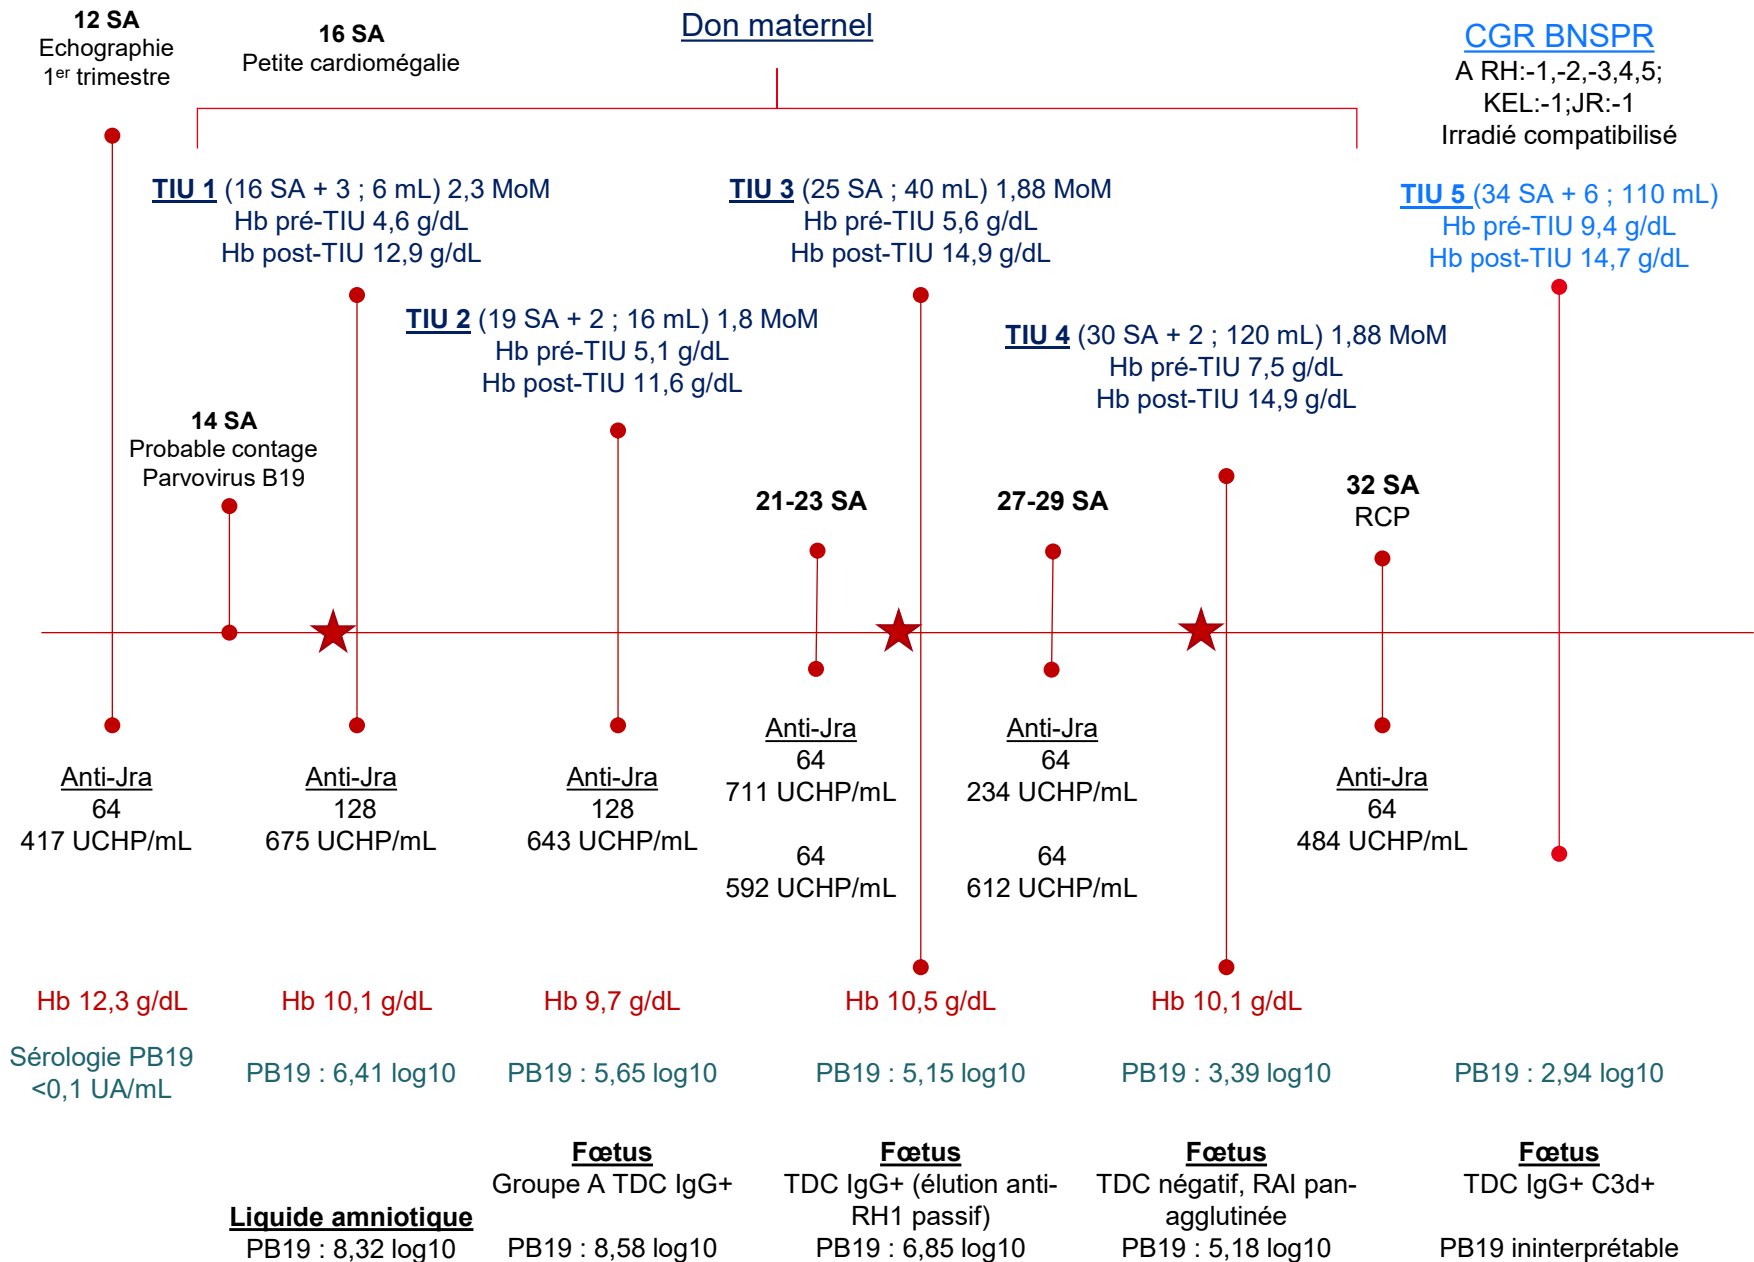 12 SA
Echographie
1er trimestre
16 SA
Petite cardiomégalie
Don maternel
CGR BNSPR
A RH:-1,-2,-3,4,5;
KEL:-1;JR:-1
Irradié compatibilisé
TIU 1 (16 SA + 3 ; 6 mL) 2,3 MoM
Hb pré-TIU 4,6 g/dL
Hb post-TIU 12,9 g/dL
TIU 3 (25 SA ; 40 mL) 1,88 MoM
Hb pré-TIU 5,6 g/dL
Hb post-TIU 14,9 g/dL
TIU 5 (34 SA + 6 ; 110 mL)
Hb pré-TIU 9,4 g/dL
Hb post-TIU 14,7 g/dL
TIU 2 (19 SA + 2 ; 16 mL) 1,8 MoM
Hb pré-TIU 5,1 g/dL
Hb post-TIU 11,6 g/dL
TIU 4 (30 SA + 2 ; 120 mL) 1,88 MoM
Hb pré-TIU 7,5 g/dL
Hb post-TIU 14,9 g/dL
14 SA
Probable contage
Parvovirus B19
21-23 SA
27-29 SA
32 SA
RCP
Anti-Jra
64
417 UCHP/mL
Anti-Jra
128
675 UCHP/mL
Anti-Jra
128
643 UCHP/mL
Anti-Jra
64
711 UCHP/mL
64
592 UCHP/mL
Anti-Jra
64
234 UCHP/mL
64
612 UCHP/mL
Anti-Jra
64
484 UCHP/mL
Hb 12,3 g/dL
Hb 10,1 g/dL
Hb 9,7 g/dL
Hb 10,5 g/dL
Hb 10,1 g/dL
Sérologie PB19
<0,1 UA/mL
PB19 : 6,41 log10
PB19 : 5,65 log10
PB19 : 5,15 log10
PB19 : 3,39 log10
PB19 : 2,94 log10
Liquide amniotique
PB19 : 8,32 log10
Fœtus
Groupe A TDC IgG+
PB19 : 8,58 log10
Fœtus
TDC IgG+ (élution anti-
RH1 passif)
PB19 : 6,85 log10
Fœtus
TDC négatif, RAI pan-
agglutinée
PB19 : 5,18 log10
Fœtus
TDC IgG+ C3d+
PB19 ininterprétable